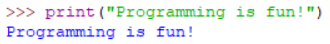 >>> print("Programming is fun!")
Programming is fun!